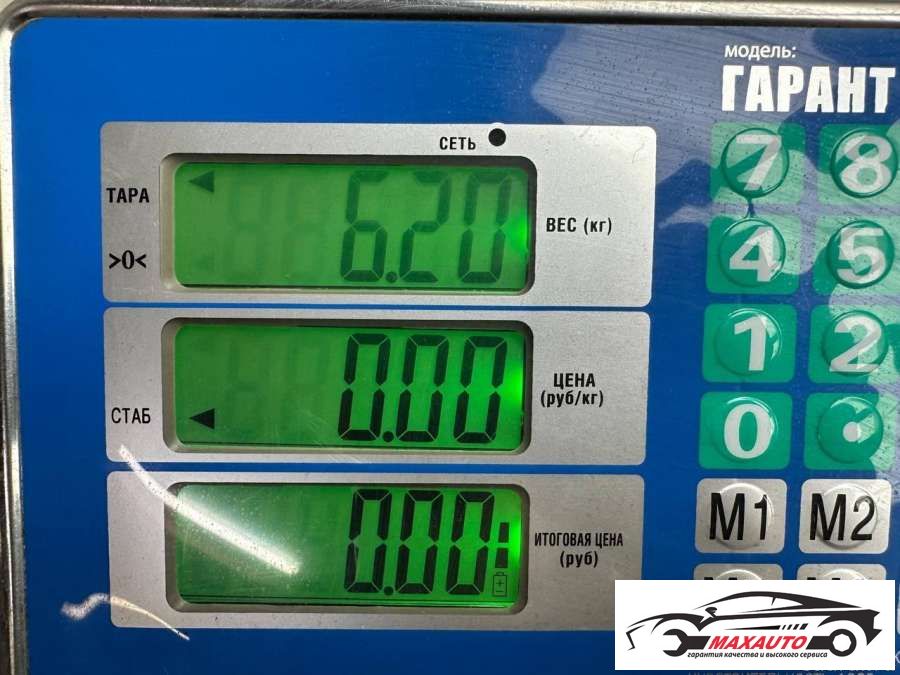 модель:
ГАРАНТ
СЕТЬ
ТАРА
6.20
ВЕС (кг)
>0<
7 8
4 5
0.00
ЦЕНА
(руб/кг)
СТАБ
1 2
0 .
0.00
ИТОГОВАЯ ЦЕНА
(руб)
M1 M2
MAXAUTO
гарантия качества и высокого сервиса